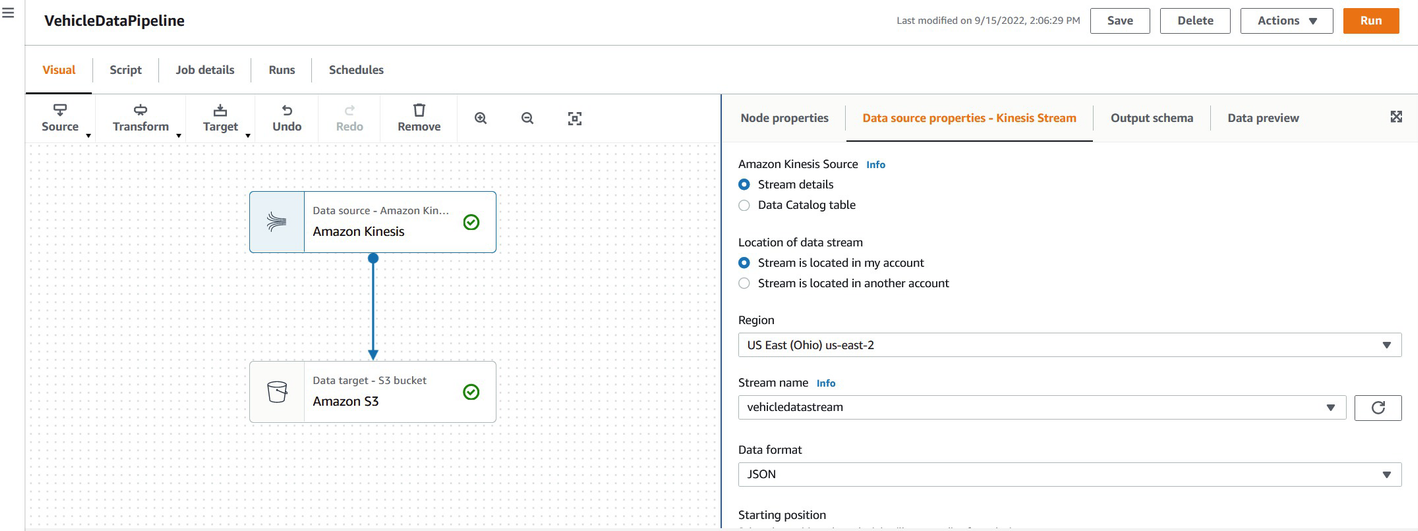 VehicleDataPipeline
Last modified on 9/15/2022, 2:06:29 PM
Save
Delete
Actions
Run
Visual
Script
Job details
Runs
Schedules
Source
Transform
Target
Undo
Redo
Remove
Data source - Amazon Kin...
Amazon Kinesis
Data target - S3 bucket
Amazon S3
Node properties
Data source properties - Kinesis Stream
Output schema
Data preview
Amazon Kinesis Source Info
Stream details
Data Catalog table
Location of data stream
Stream is located in my account
Stream is located in another account
Region
US East (Ohio) us-east-2
Stream name Info
vehicledatastream
Data format
JSON
Starting position